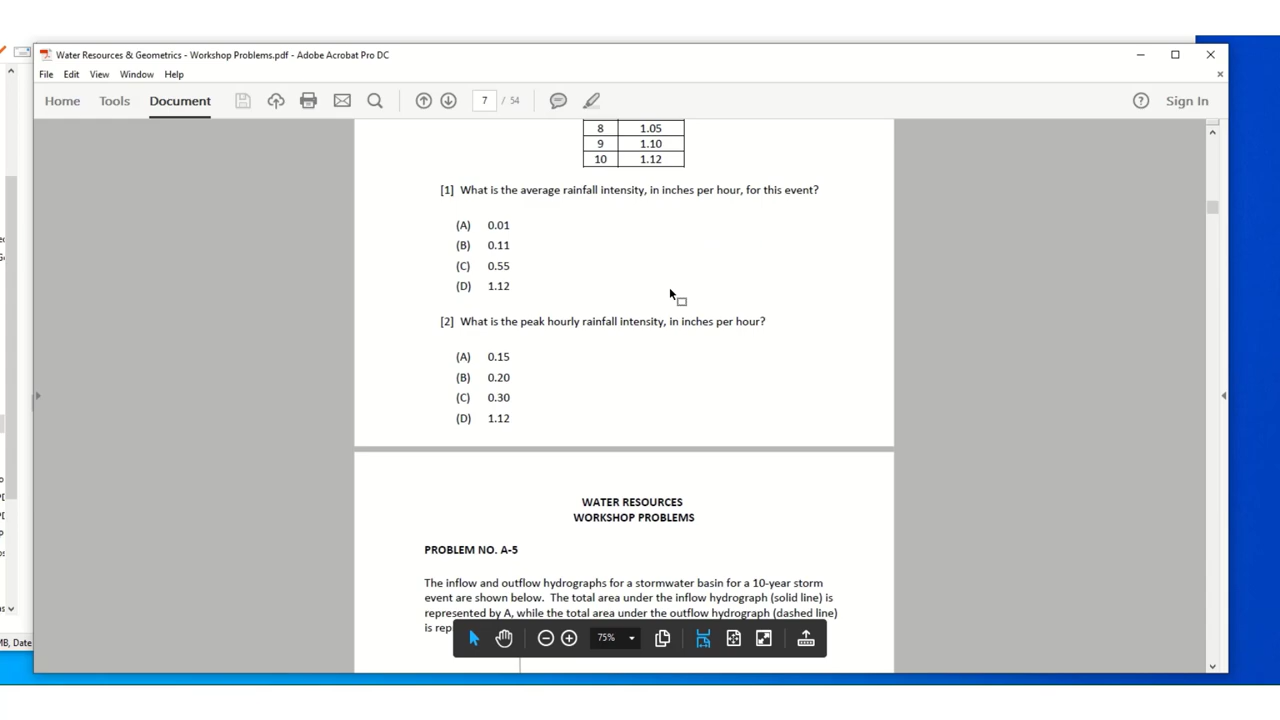 Water Resources & Geometrics - Workshop Problems.pdf - Adobe Acrobat Pro DC
File Edit View Window Help
Home Tools Document 7 / 54 Sign In
8 1.05
9 1.10
10 1.12
[1] What is the average rainfall intensity, in inches per hour, for this event?
(A) 0.01
(B) 0.11
(C) 0.55
(D) 1.12
[2] What is the peak hourly rainfall intensity, in inches per hour?
(A) 0.15
(B) 0.20
(C) 0.30
(D) 1.12
WATER RESOURCES
WORKSHOP PROBLEMS
PROBLEM NO. A-5
The inflow and outflow hydrographs for a stormwater basin for a 10-year storm
event are shown below. The total area under the inflow hydrograph (solid line) is
represented by A, while the total area under the outflow hydrograph (dashed line)
is
75%
MB, Date